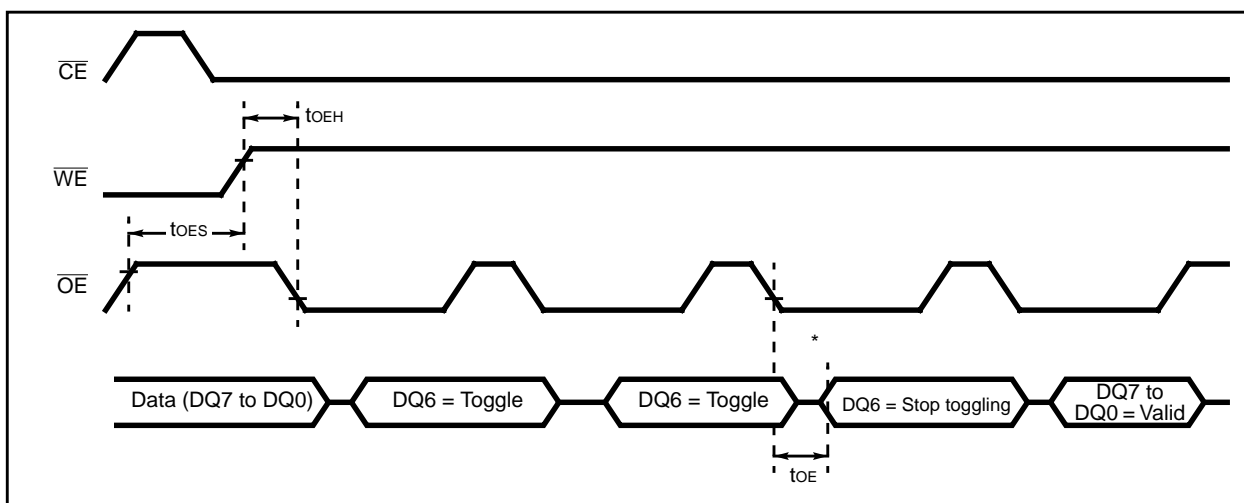 CE
tOEH
WE
tOES
OE
*
Data (DQ7 to DQ0)
DQ6 = Toggle
DQ6 = Toggle
DQ6 = Stop toggling
DQ7 to
DQ0 = Valid
tOE